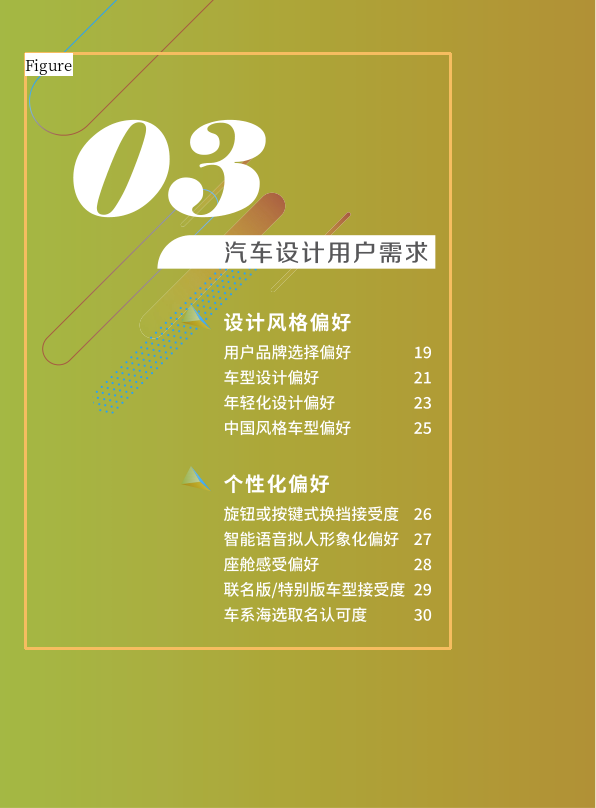 Figure
03
汽车设计用户需求
设计风格偏好
用户品牌选择偏好 19
车型设计偏好 21
年轻化设计偏好 23
中国风格车型偏好 25
个性化偏好
旋钮或按键式换挡接受度 26
智能语音拟人形象化偏好 27
座舱感受偏好 28
联名版/特别版车型接受度 29
车系海选取名认可度 30